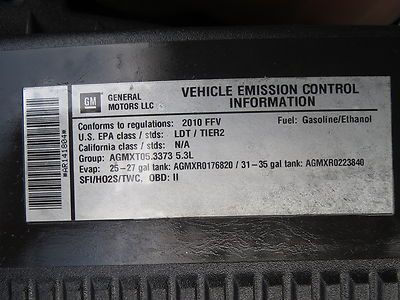 *AR141804*
GM
GENERAL MOTORS LLC
VEHICLE EMISSION CONTROL INFORMATION
Conforms to regulations: 2010 FFV Fuel: Gasoline/Ethanol
U.S. EPA class / stds: LDT / TIER2
California class / stds: N/A
Group: AGMXT05.3373 5.3L
Evap: 25-27 gal tank: AGMXR0176820 / 31-35 gal tank: AGMXR0223840
SFI/HO2S/TWC, OBD: II